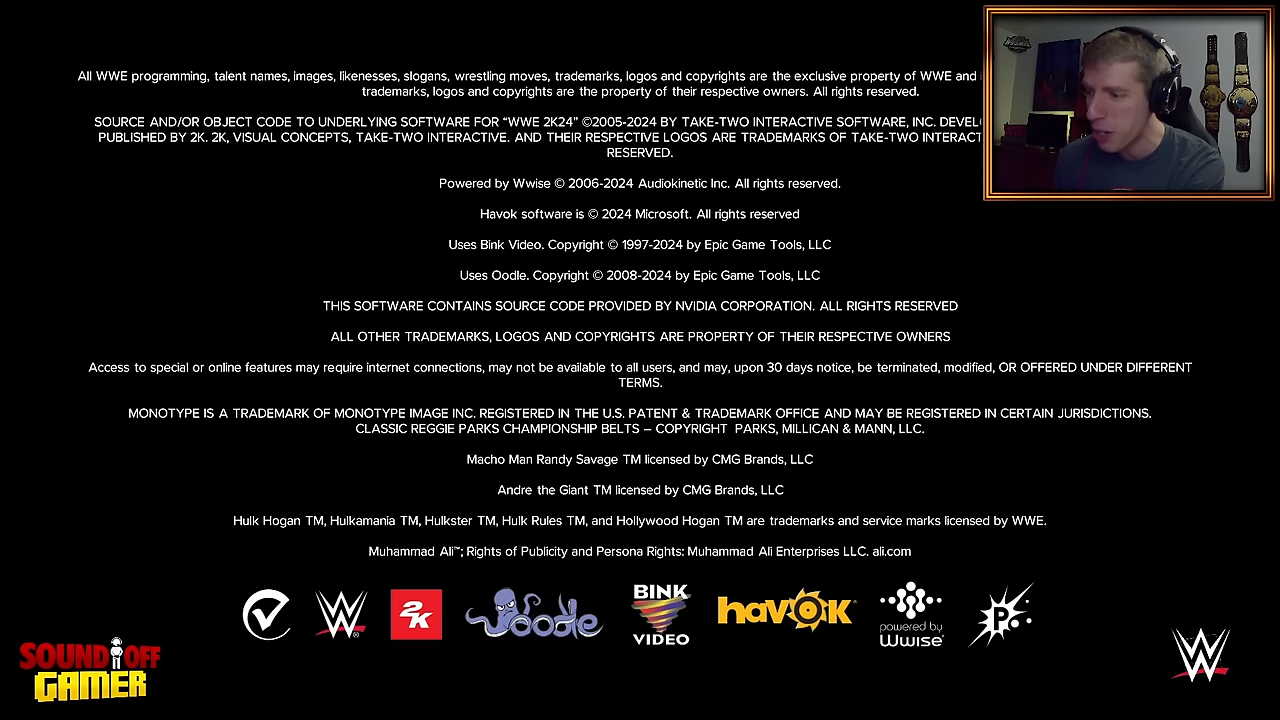 All WWE programming, talent names, images, likenesses, slogans, wrestling moves, trademarks, logos and copyrights are the exclusive property of WWE and
trademarks, logos and copyrights are the property of their respective owners. All rights reserved.
SOURCE AND/OR OBJECT CODE TO UNDERLYING SOFTWARE FOR “WWE 2K24” ©2005-2024 BY TAKE-TWO INTERACTIVE SOFTWARE, INC.
PUBLISHED BY 2K. 2K, VISUAL CONCEPTS, TAKE-TWO INTERACTIVE. AND THEIR RESPECTIVE LOGOS ARE TRADEMARKS OF TAKE-TWO
RESERVED.
Powered by Wwise © 2006-2024 Audiokinetic Inc. All rights reserved.
Havok software is © 2024 Microsoft. All rights reserved
Uses Bink Video. Copyright © 1997-2024 by Epic Game Tools, LLC
Uses Oodle. Copyright © 2008-2024 by Epic Game Tools, LLC
THIS SOFTWARE CONTAINS SOURCE CODE PROVIDED BY NVIDIA CORPORATION. ALL RIGHTS RESERVED
ALL OTHER TRADEMARKS, LOGOS AND COPYRIGHTS ARE PROPERTY OF THEIR RESPECTIVE OWNERS
Access to special or online features may require internet connections, may not be available to all users, and may, upon 30 days notice, be terminated, modified, OR OFFERED UNDER DIFFERENT
TERMS.
MONOTYPE IS A TRADEMARK OF MONOTYPE IMAGE INC. REGISTERED IN THE U.S. PATENT & TRADEMARK OFFICE AND MAY BE REGISTERED IN CERTAIN JURISDICTIONS.
CLASSIC REGGIE PARKS CHAMPIONSHIP BELTS – COPYRIGHT PARKS, MILLICAN & MANN, LLC.
Macho Man Randy Savage TM licensed by CMG Brands, LLC
Andre the Giant TM licensed by CMG Brands, LLC
Hulk Hogan TM, Hulkamania TM, Hulkster TM, Hulk Rules TM, and Hollywood Hogan TM are trademarks and service marks licensed by WWE.
Muhammad Ali™; Rights of Publicity and Persona Rights: Muhammad Ali Enterprises LLC. ali.com
W 2K Oodle BINK VIDEO havok powered by Wwise P
SOUND OFF
GAMER
W